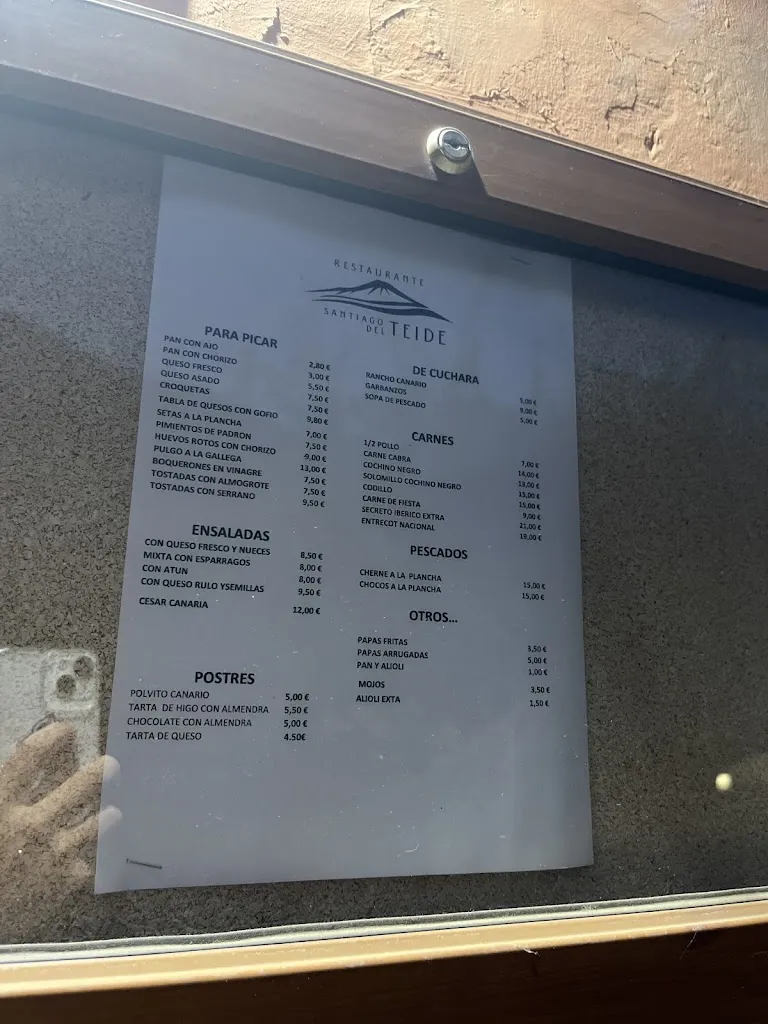 RESTAURANTE
SANTIAGO
DEL TEIDE
PARA PICAR
PAN CON AJO 2,80 €
PAN CON CHORIZO 3,00 €
QUESO FRESCO 5,50 €
QUESO ASADO 7,50 €
CROQUETAS 7,50 €
TABLA DE QUESOS CON GOFIO 9,80 €
SETAS A LA PLANCHA 7,00 €
PIMIENTOS DE PADRON 7,50 €
HUEVOS ROTOS CON CHORIZO 9,00 €
PULGO A LA GALLEGA 13,00 €
BOQUERONES EN VINAGRE 7,50 €
TOSTADAS CON ALMOGROTE 7,50 €
TOSTADAS CON SERRANO 9,50 €
ENSALADAS
CON QUESO FRESCO Y NUECES 8,50 €
MIXTA CON ESPARRAGOS 8,00 €
CON ATUN 8,00 €
CON QUESO RULO YSEMILLAS 9,50 €
CESAR CANARIA 12,00 €
POSTRES
POLVITO CANARIO 5,00 €
TARTA DE HIGO CON ALMENDRA 5,50 €
CHOCOLATE CON ALMENDRA 5,00 €
TARTA DE QUESO 4.50€
DE CUCHARA
RANCHO CANARIO 5,00 €
GARBANZOS 9,00 €
SOPA DE PESCADO 5,00 €
CARNES
1/2 POLLO 7,00 €
CARNE CABRA 14,00 €
COCHINO NEGRO 13,00 €
SOLOMILLO COCHINO NEGRO 13,00 €
CODILLO 15,00 €
CARNE DE FIESTA 9,00 €
SECRETO IBERICO EXTRA 21,00 €
ENTRECOT NACIONAL 19,00 €
PESCADOS
CHERNE A LA PLANCHA 15,00 €
CHOCOS A LA PLANCHA 15,00 €
OTROS...
PAPAS FRITAS 3,50 €
PAPAS ARRUGADAS 5,00 €
PAN Y ALIOLI 1,00 €
MOJOS 3,50 €
ALIOLI EXTA 1,50 €